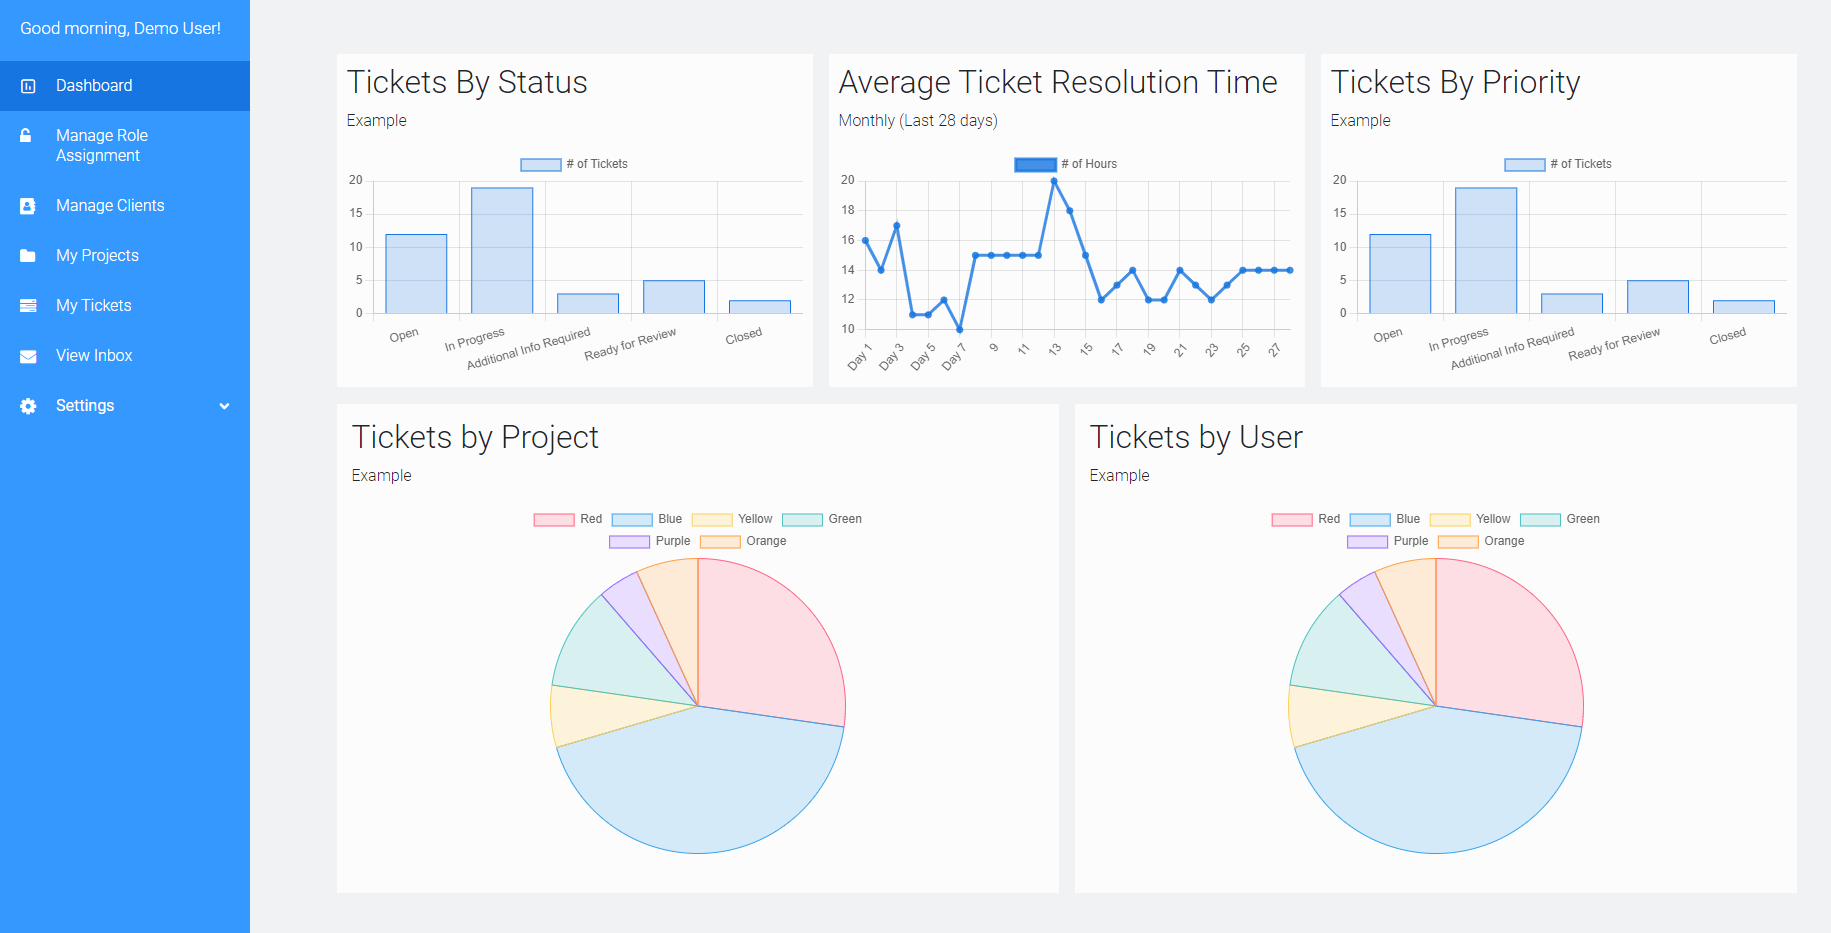 Good morning, Demo User!
Dashboard
Manage Role
Assignment
Manage Clients
My Projects
My Tickets
View Inbox
Settings
Tickets By Status
Example
# of Tickets
20
15
10
5
0
Open
In Progress
Additional Info Required
Ready for Review
Closed
Average Ticket Resolution Time
Monthly (Last 28 days)
# of Hours
20
18
16
14
12
10
Day 1
Day 3
Day 5
Day 7
9
11
13
15
17
19
21
23
25
27
Tickets By Priority
Example
# of Tickets
20
15
10
5
0
Open
In Progress
Additional Info Required
Ready for Review
Closed
Tickets by Project
Example
Red Blue Yellow Green
Purple Orange
Tickets by User
Example
Red Blue Yellow Green
Purple Orange